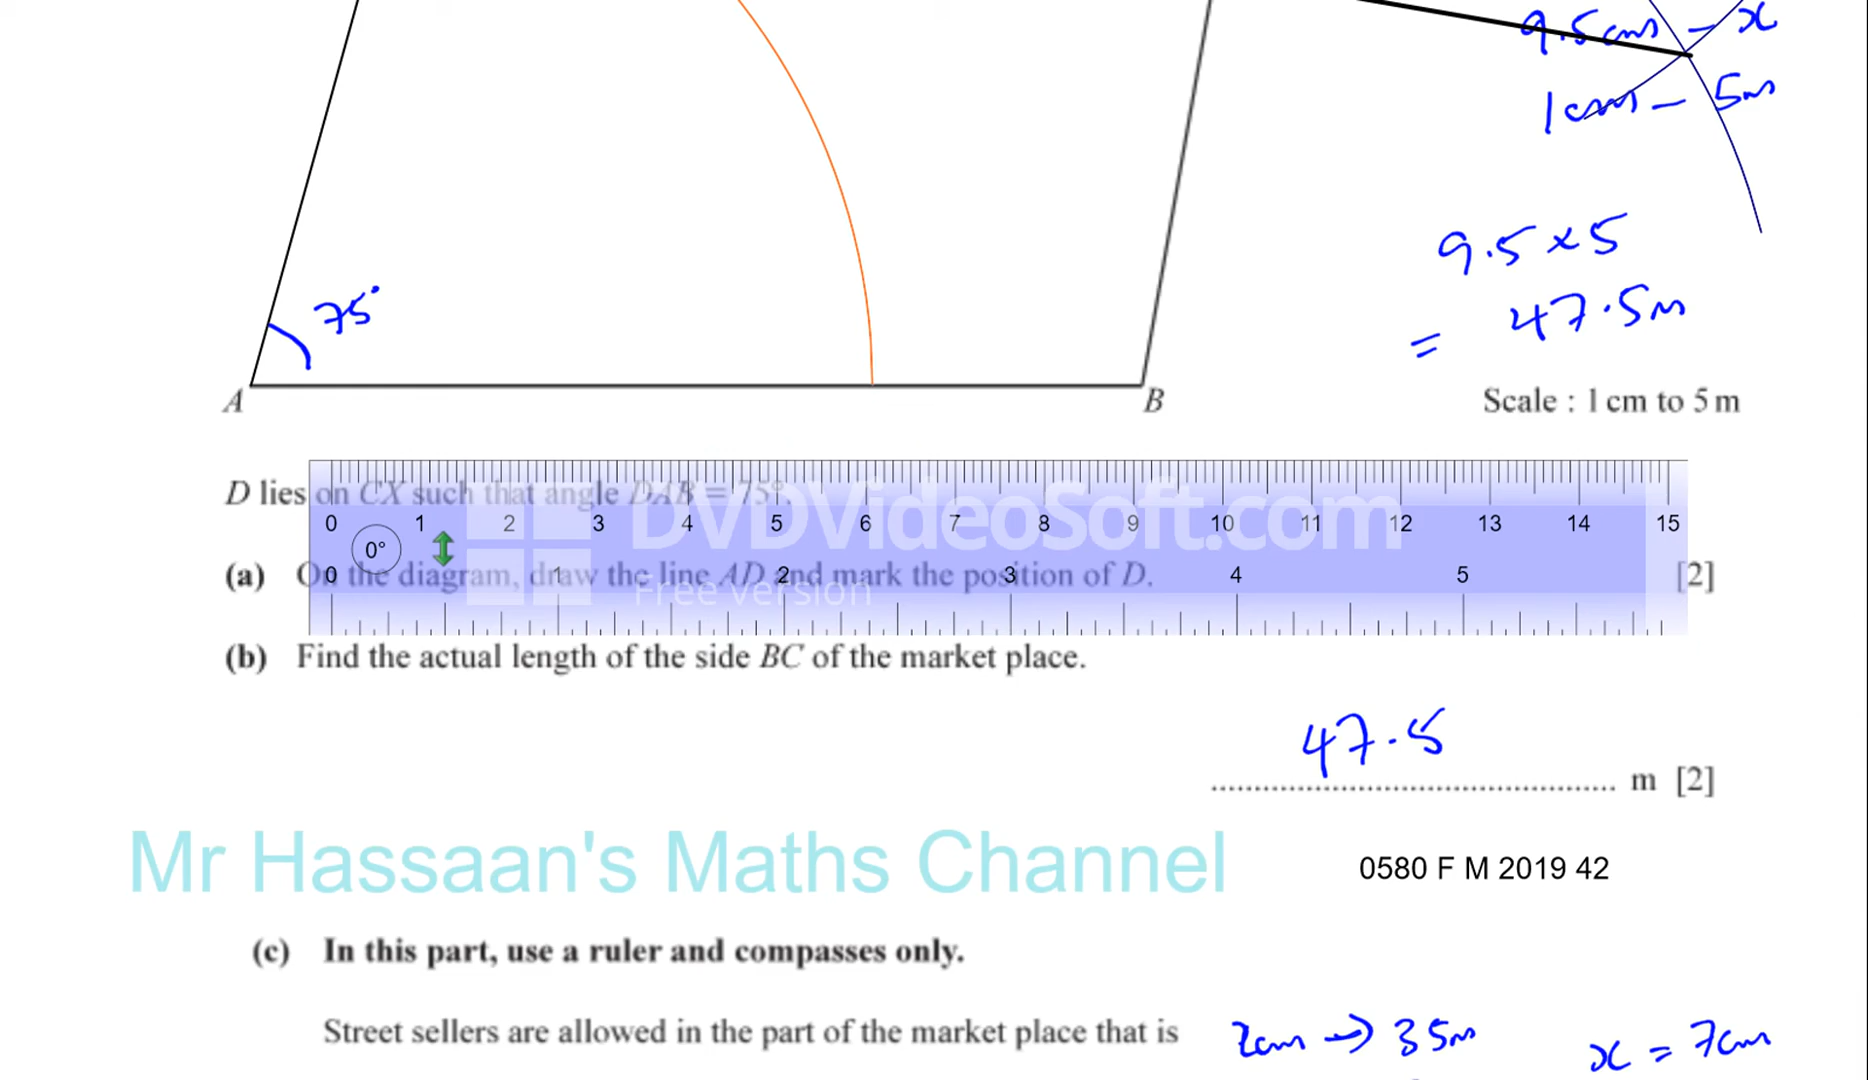 9.5cm - x
1cm - 5m
9.5 x 5
= 47.5m
75°
A
B
Scale : 1 cm to 5 m
D lies on CX such that angle DAB = 75°.
0 1 2 3 4 5 6 7 8 9 10 11 12 13 14 15
DVDVideoSoft.com
0°
(a) On the diagram, draw the line AD and mark the position of D. [2]
0 1 2 3 4 5
Free version
(b) Find the actual length of the side BC of the market place.
47.5
m [2]
Mr Hassaan's Maths Channel
0580 F M 2019 42
(c) In this part, use a ruler and compasses only.
Street sellers are allowed in the part of the market place that is
xcm → 35m
x = 7cm